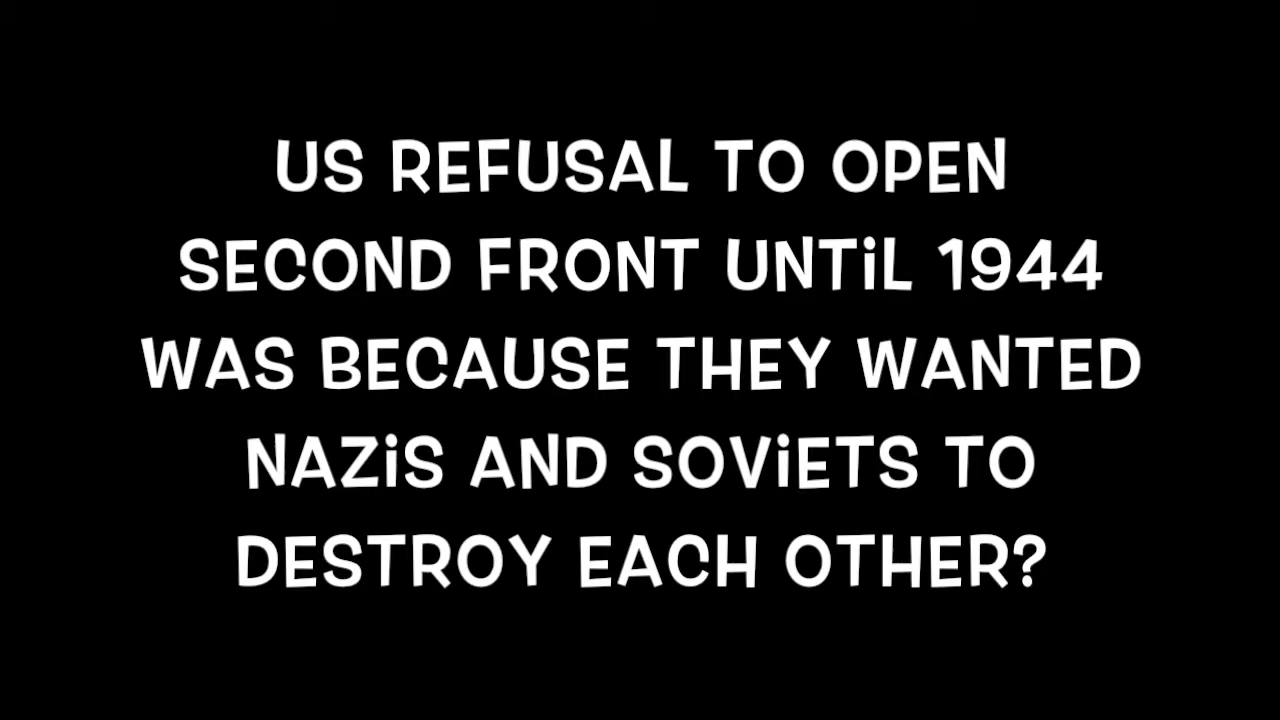 US REFUSAL TO OPEN
SECOND FRONT UNTiL 1944
WAS BECAUSE THEY WANTED
NAZiS AND SOViETS TO
DESTROY EACH OTHER?